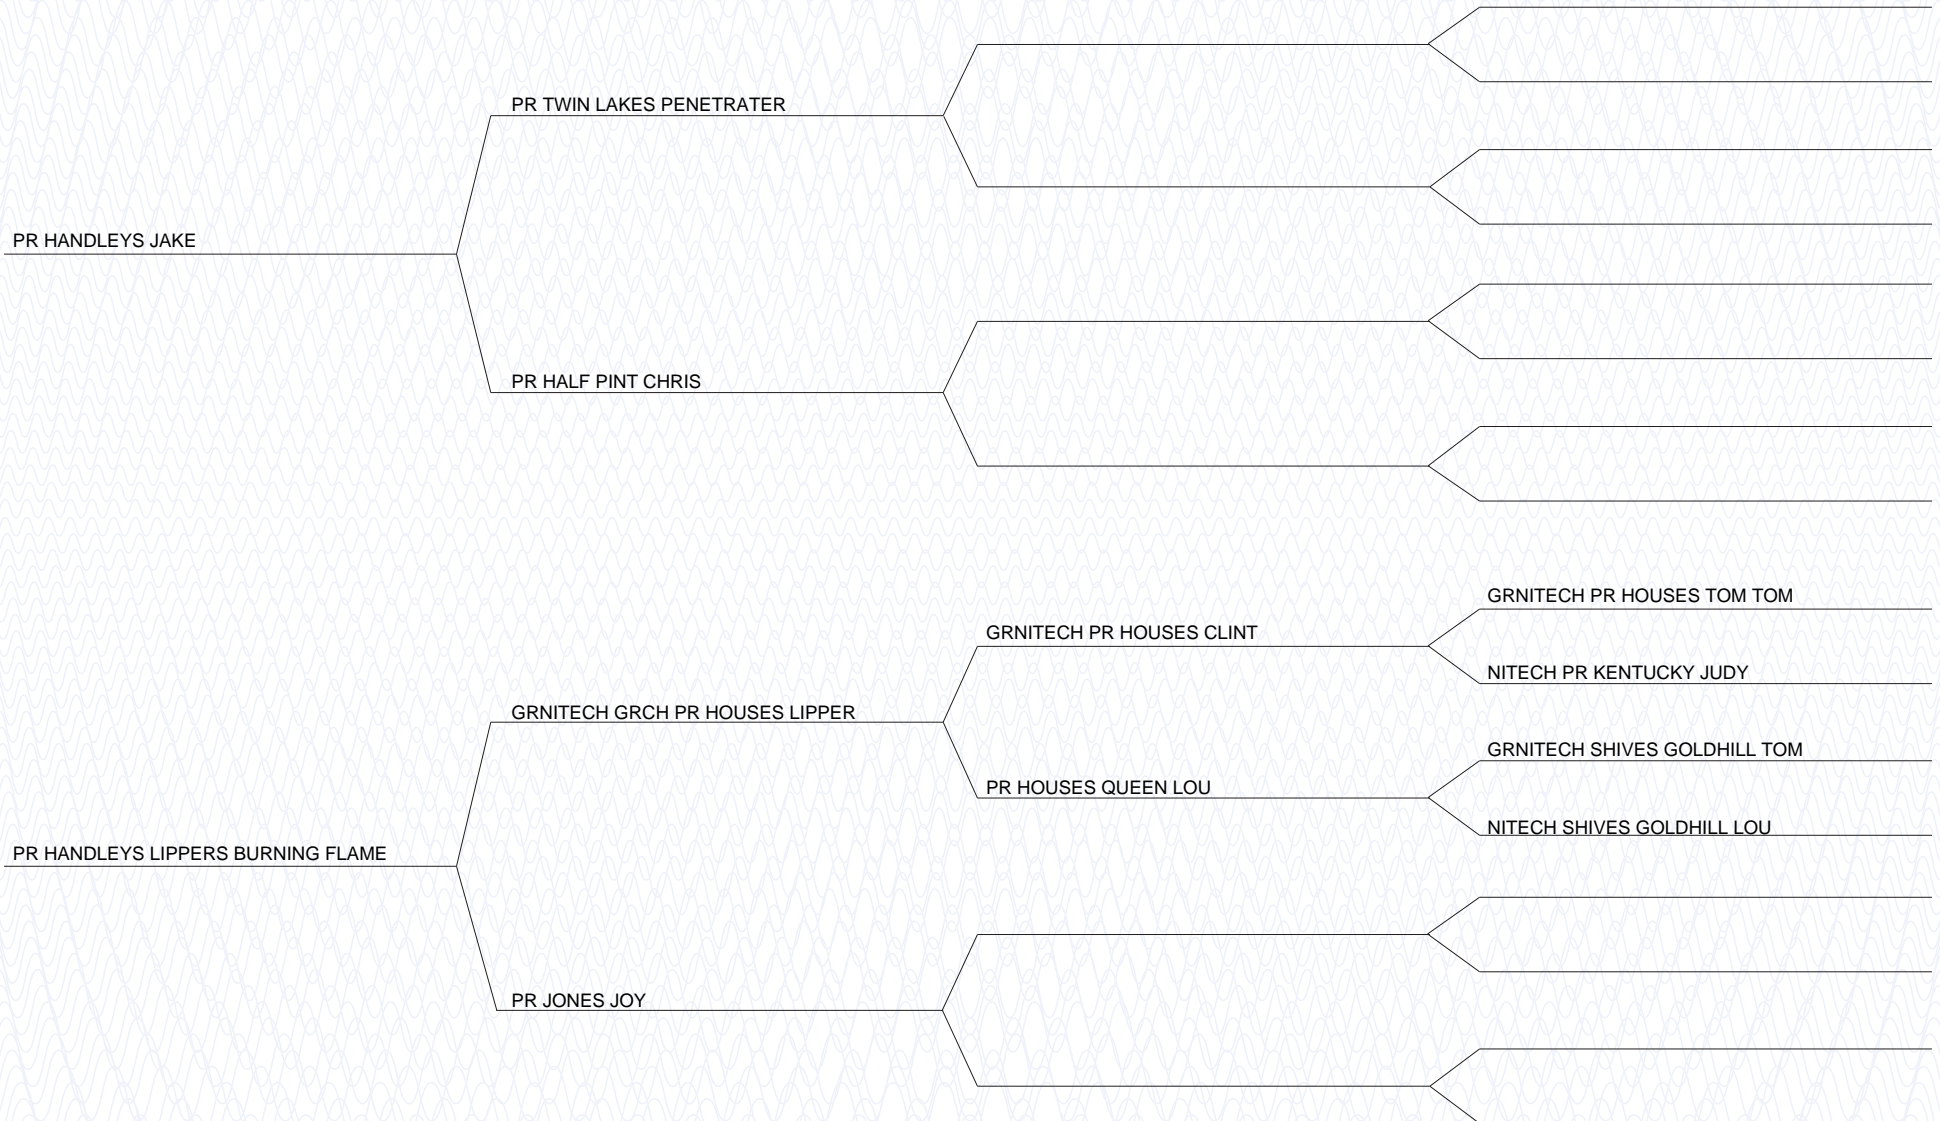 PR TWIN LAKES PENETRATER
PR HANDLEYS JAKE
PR HALF PINT CHRIS
GRNITECH PR HOUSES TOM TOM
GRNITECH PR HOUSES CLINT
NITECH PR KENTUCKY JUDY
GRNITECH GRCH PR HOUSES LIPPER
GRNITECH SHIVES GOLDHILL TOM
PR HOUSES QUEEN LOU
NITECH SHIVES GOLDHILL LOU
PR HANDLEYS LIPPERS BURNING FLAME
PR JONES JOY